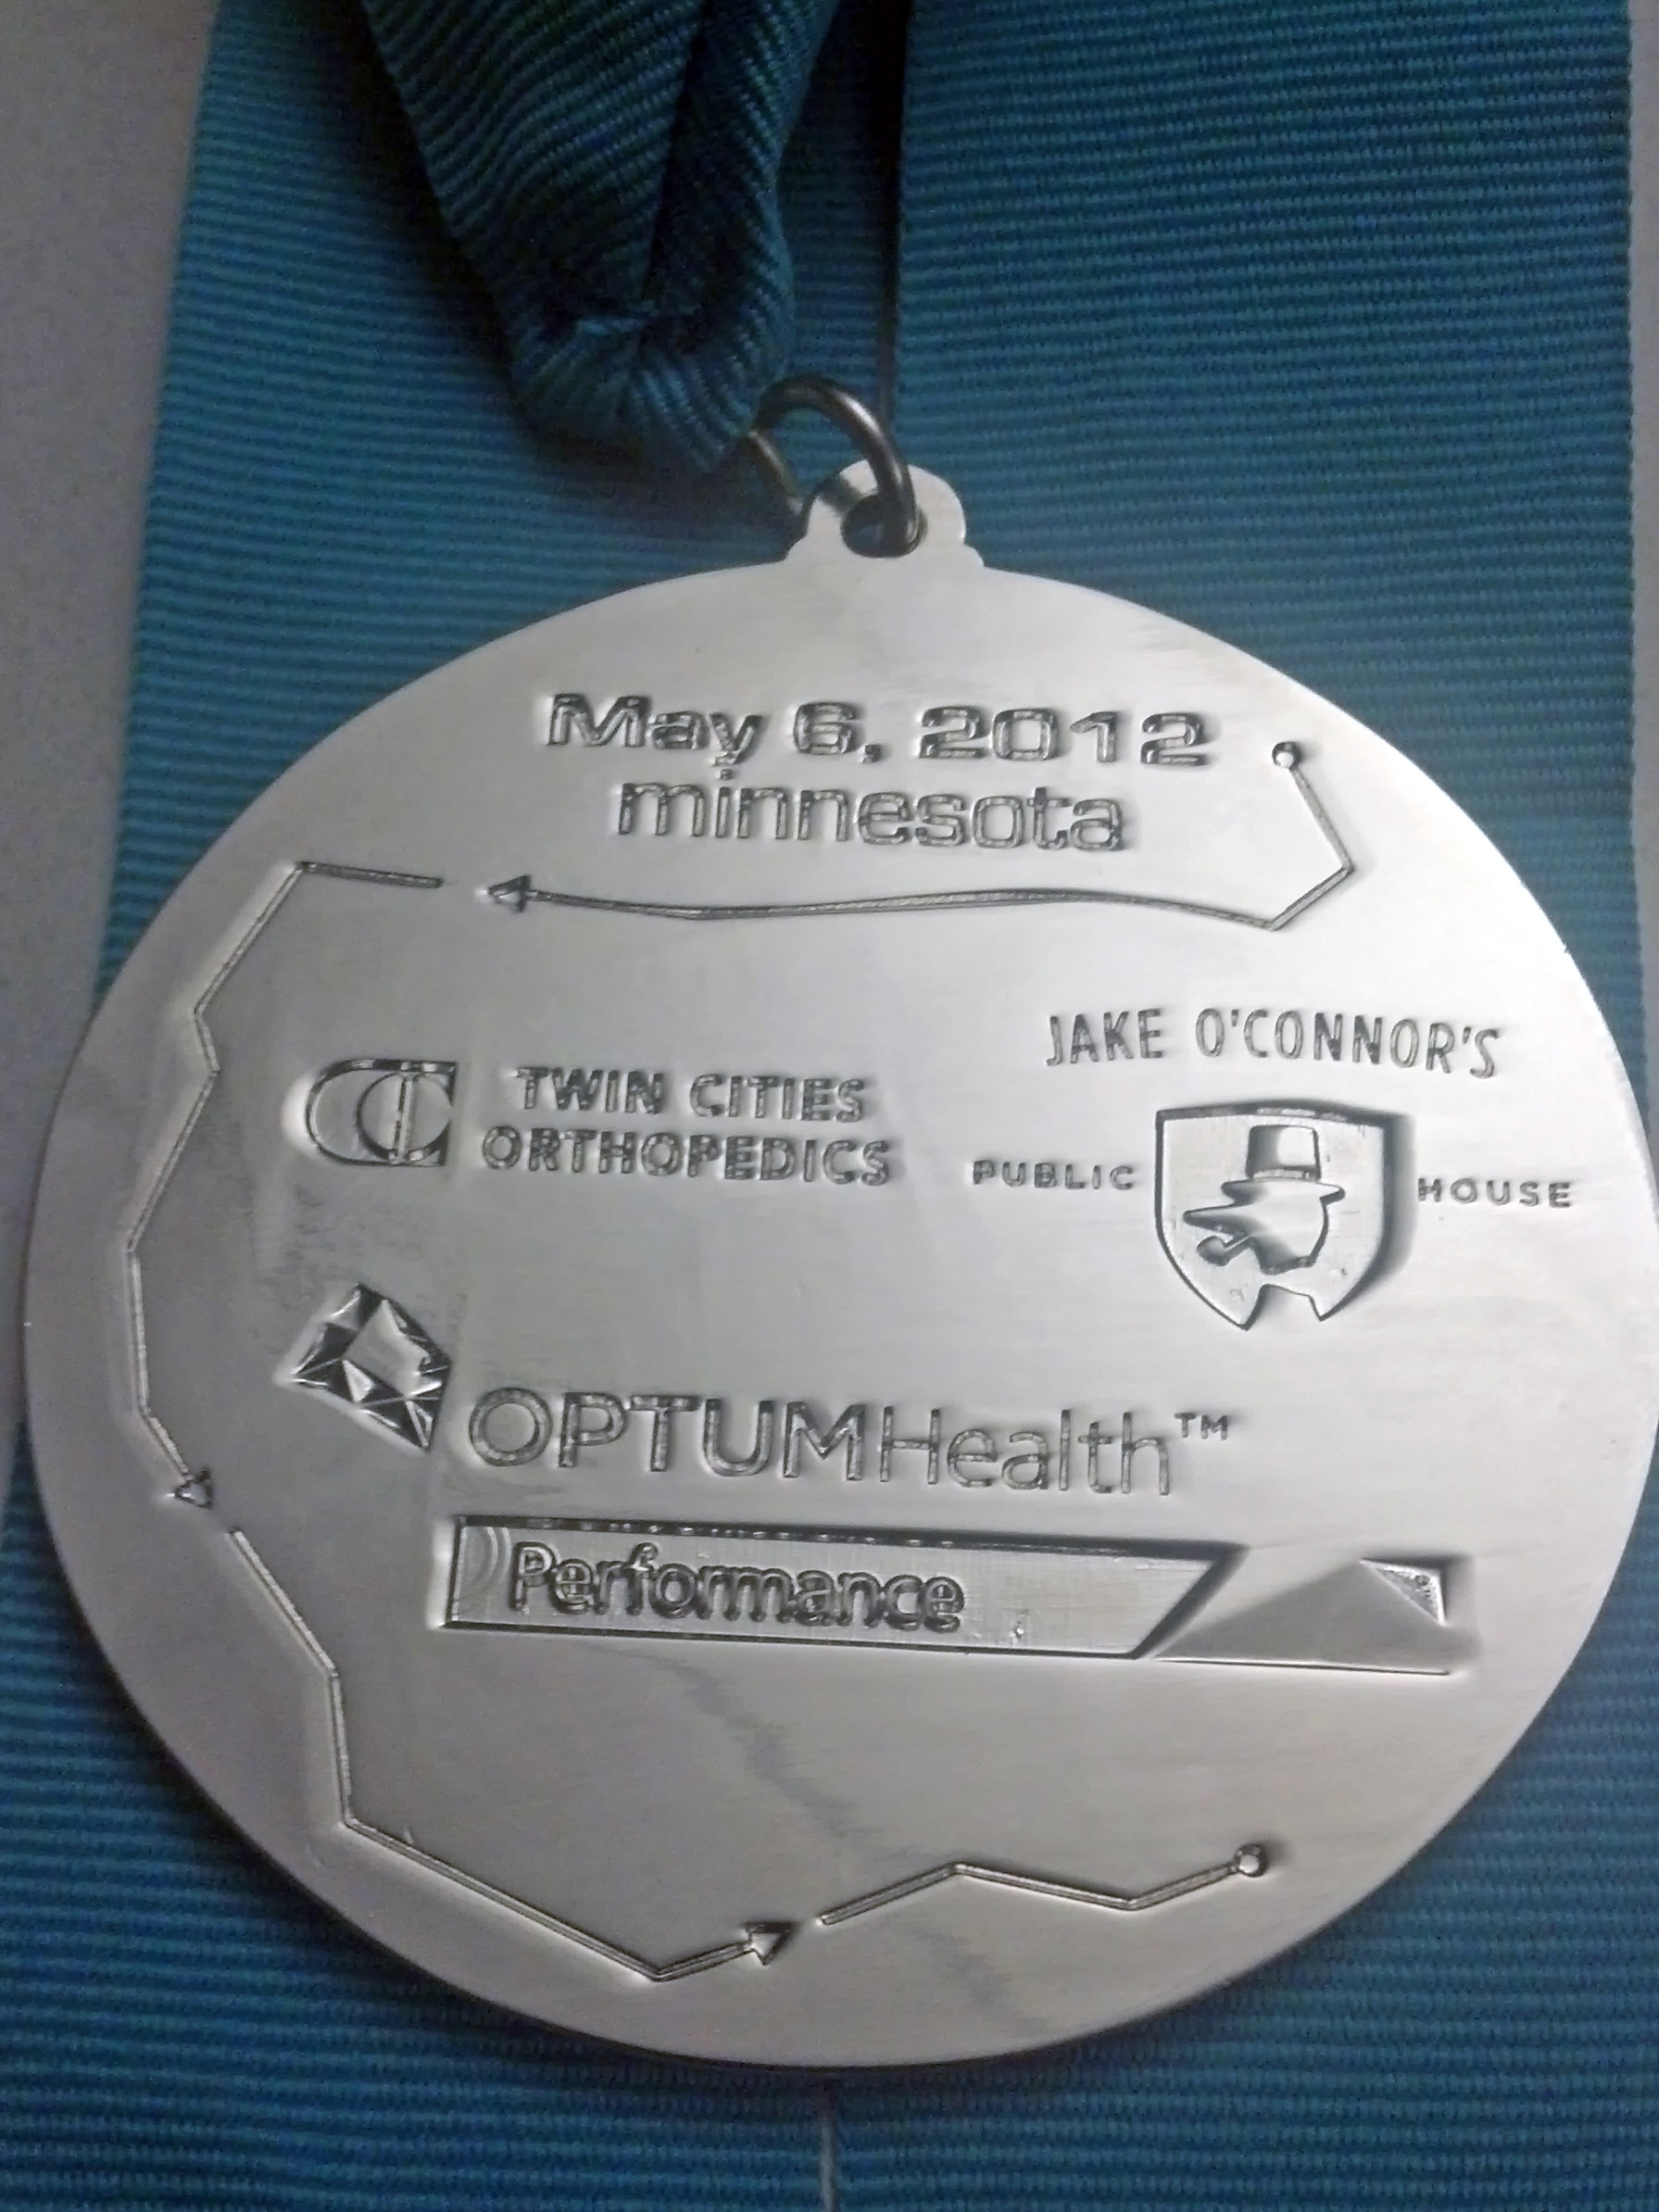 May 6, 2012
minnesota
JAKE O'CONNOR'S
PUBLIC HOUSE
TWIN CITIES
ORTHOPEDICS
OPTUMHealth™
Performance